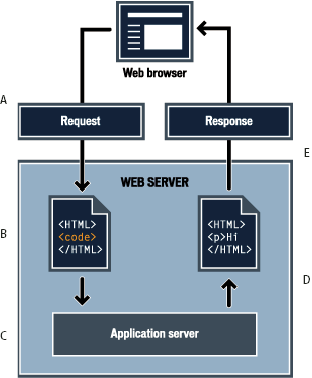 Web browser
A
Request
Response
E
WEB SERVER
B
<HTML>
<code>
</HTML>
<HTML>
<p>Hi
</HTML>
D
C
Application server